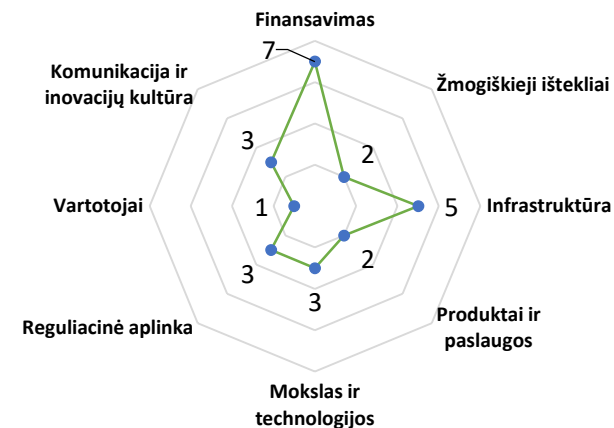 Finansavimas
7
Komunikacija ir
inovacijų kultūra
Žmogiškieji ištekliai
3
2
Vartotojai
1
5
Infrastruktūra
3
2
3
Reguliacinė aplinka
Produktai ir
paslaugos
Mokslas ir
technologijos